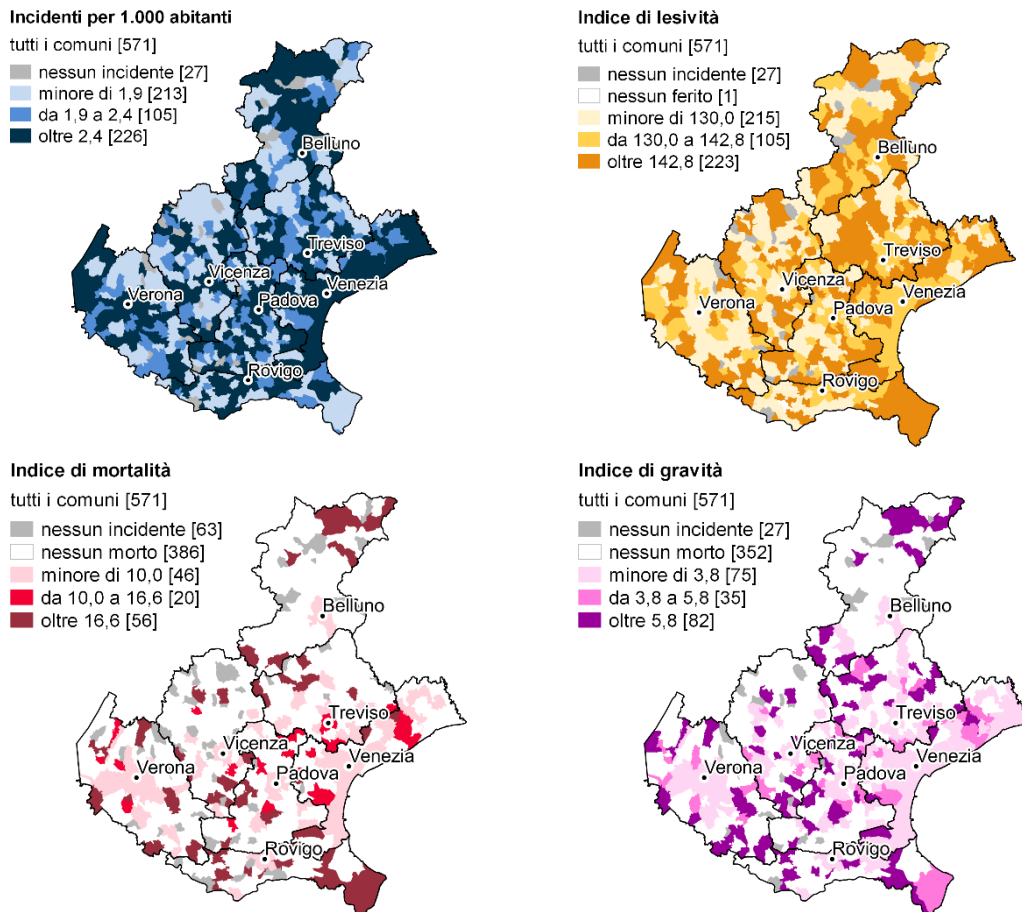 Incidenti per 1.000 abitanti
tutti i comuni [571]
nessun incidente [27]
minore di 1,9 [213]
da 1,9 a 2,4 [105]
oltre 2,4 [226]
Belluno
Treviso
Vicenza
Venezia
Verona
Padova
Rovigo
Indice di lesività
tutti i comuni [571]
nessun incidente [27]
nessun ferito [1]
minore di 130,0 [215]
da 130,0 a 142,8 [105]
oltre 142,8 [223]
Belluno
Treviso
Vicenza
Venezia
Verona
Padova
Rovigo
Indice di mortalità
tutti i comuni [571]
nessun incidente [63]
nessun morto [386]
minore di 10,0 [46]
da 10,0 a 16,6 [20]
oltre 16,6 [56]
Belluno
Treviso
Vicenza
Venezia
Verona
Padova
Rovigo
Indice di gravità
tutti i comuni [571]
nessun incidente [27]
nessun morto [352]
minore di 3,8 [75]
da 3,8 a 5,8 [35]
oltre 5,8 [82]
Belluno
Treviso
Vicenza
Venezia
Verona
Padova
Rovigo